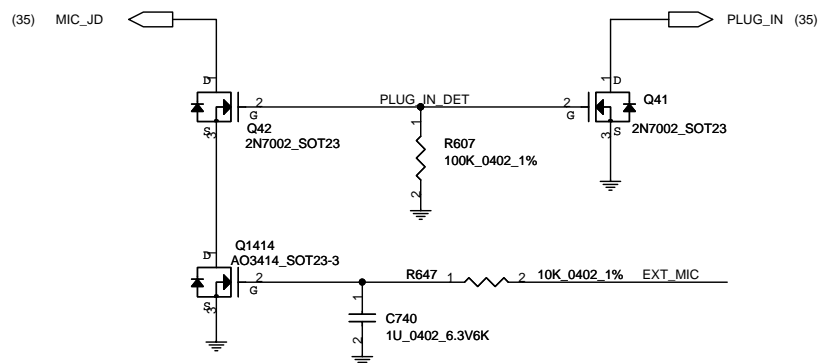 (35) MIC_JD
PLUG_IN (35)
D
1
D
Q41
2
G
PLUG_IN_DET
2
G
S
3
Q42
2N7002_SOT23
1
R607
100K_0402_1%
2
S
3
2N7002_SOT23
Q1414
AO3414_SOT23-3
D
2
G
S
3
R647 1 2 10K_0402_1% EXT_MIC
1
C740
1U_0402_6.3V6K
2